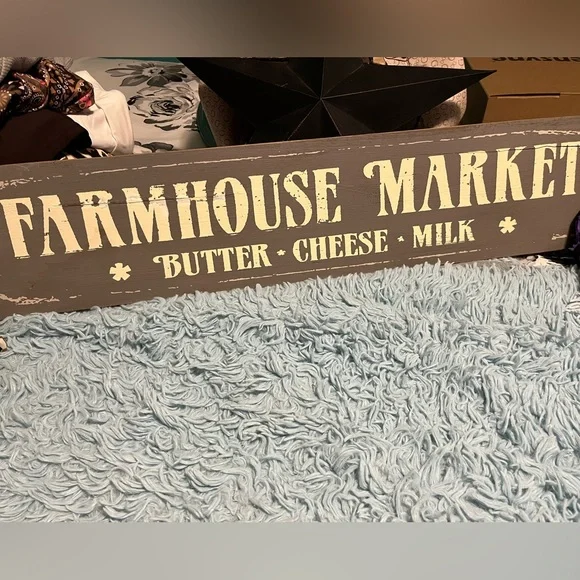 FARMHOUSE MARKET
* BUTTER * CHEESE * MILK *